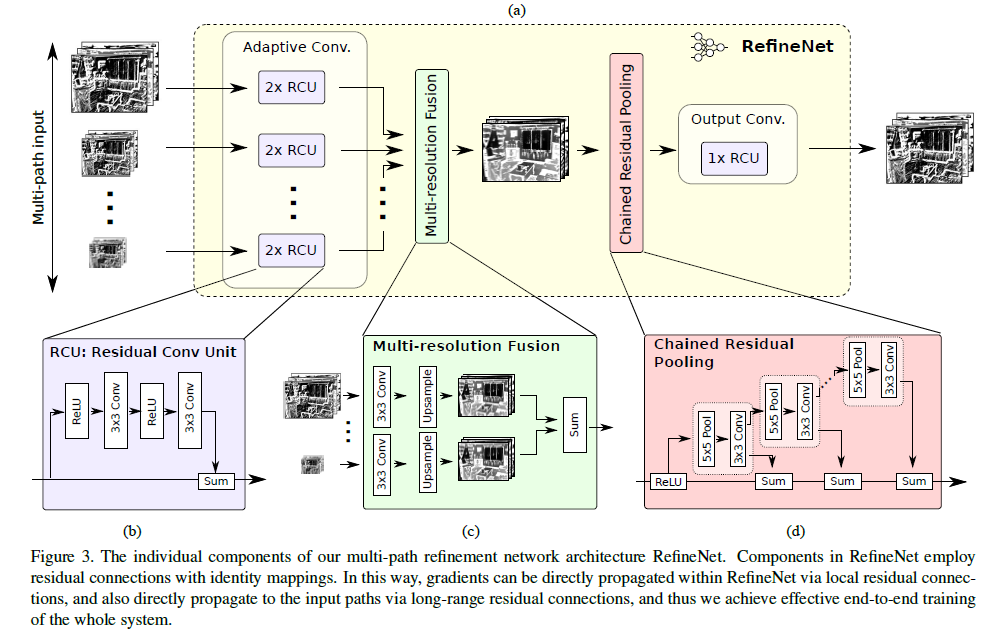 (a)
Multi-path input
Adaptive Conv.
2x RCU
2x RCU
2x RCU
Multi-resolution Fusion
Chained Residual Pooling
RefineNet
Output Conv.
1x RCU
RCU: Residual Conv Unit
ReLU
3x3 Conv
ReLU
3x3 Conv
Sum
(b)
Multi-resolution Fusion
3x3 Conv
Upsample
3x3 Conv
Upsample
Sum
(c)
Chained Residual
Pooling
ReLU
5x5 Pool
3x3 Conv
Sum
5x5 Pool
3x3 Conv
Sum
5x5 Pool
3x3 Conv
Sum
(d)
Figure 3. The individual components of our multi-path refinement network architecture RefineNet. Components in RefineNet employ
residual connections with identity mappings. In this way, gradients can be directly propagated within RefineNet via local residual connec-
tions, and also directly propagate to the input paths via long-range residual connections, and thus we achieve effective end-to-end training
of the whole system.